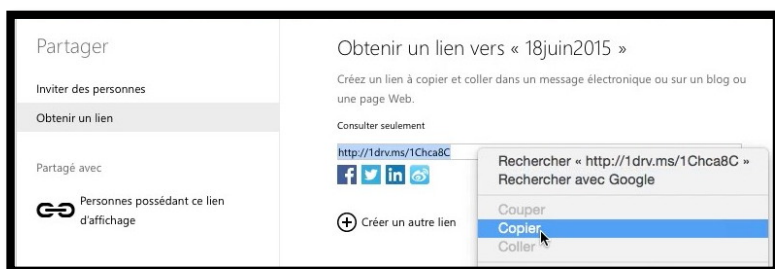 Partager
Inviter des personnes
Obtenir un lien
Partagé avec
Personnes possédant ce lien
d'affichage
Obtenir un lien vers « 18juin2015 »
Créez un lien à copier et coller dans un message électronique ou sur un blog ou
une page Web.
Consulter seulement
http://1drv.ms/1Chca8C
Créer un autre lien
Rechercher « http://1drv.ms/1Chca8C »
Rechercher avec Google
Couper
Copier
Coller